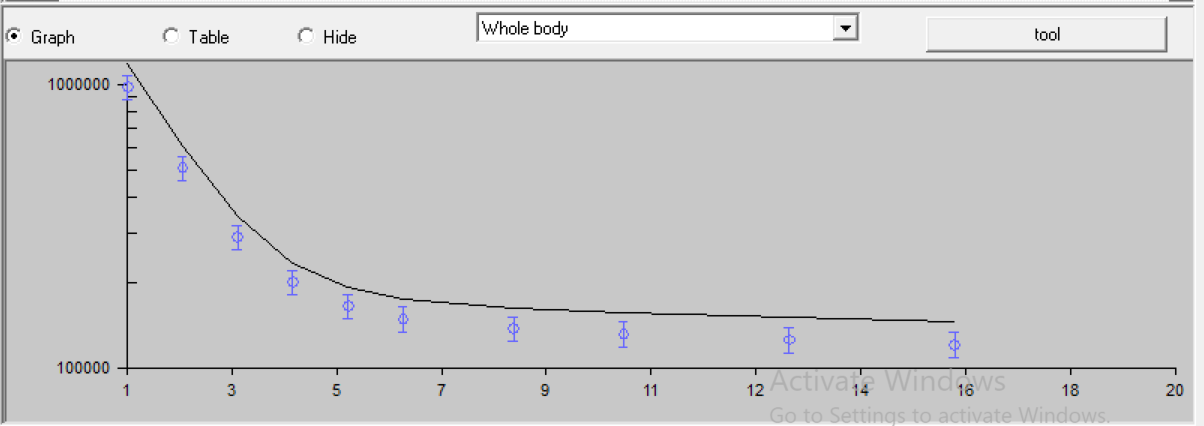 Graph Table Hide Whole body tool
1000000
100000
1 3 5 7 9 11 12 14 16 18 20
Activate Windows
Go to Settings to activate Windows.